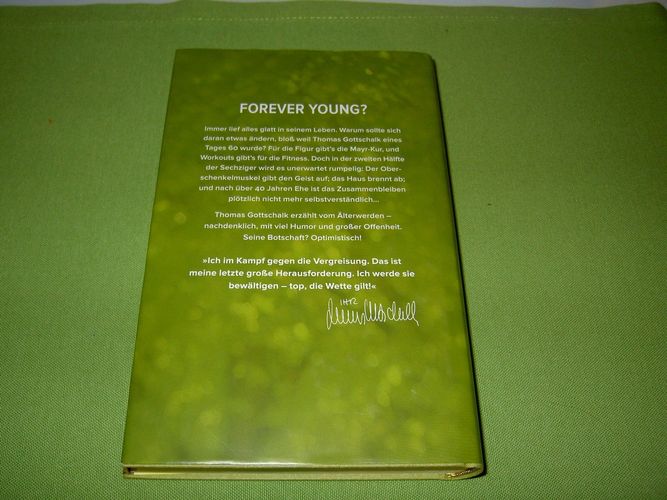 FOREVER YOUNG?
Immer lief alles glatt in seinem Leben. Warum sollte sich
daran etwas ändern, bloß weil Thomas Gottschalk eines
Tages 60 wurde? Für die Figur gibt's die Mayr-Kur, und
Workouts gibt's für die Fitness. Doch in der zweiten Hälfte
der Sechziger wird es unerwartet rumpelig: Der Ober-
schenkelmuskel gibt den Geist auf; das Haus brennt ab;
und nach über 40 Jahren Ehe ist das Zusammenbleiben
plötzlich nicht mehr selbstverständlich...
Thomas Gottschalk erzählt vom Älterwerden –
nachdenklich, mit viel Humor und großer Offenheit.
Seine Botschaft? Optimistisch!
»Ich im Kampf gegen die Vergreisung. Das ist
meine letzte große Herausforderung. Ich werde sie
bewältigen – top, die Wette gilt!«
IHR